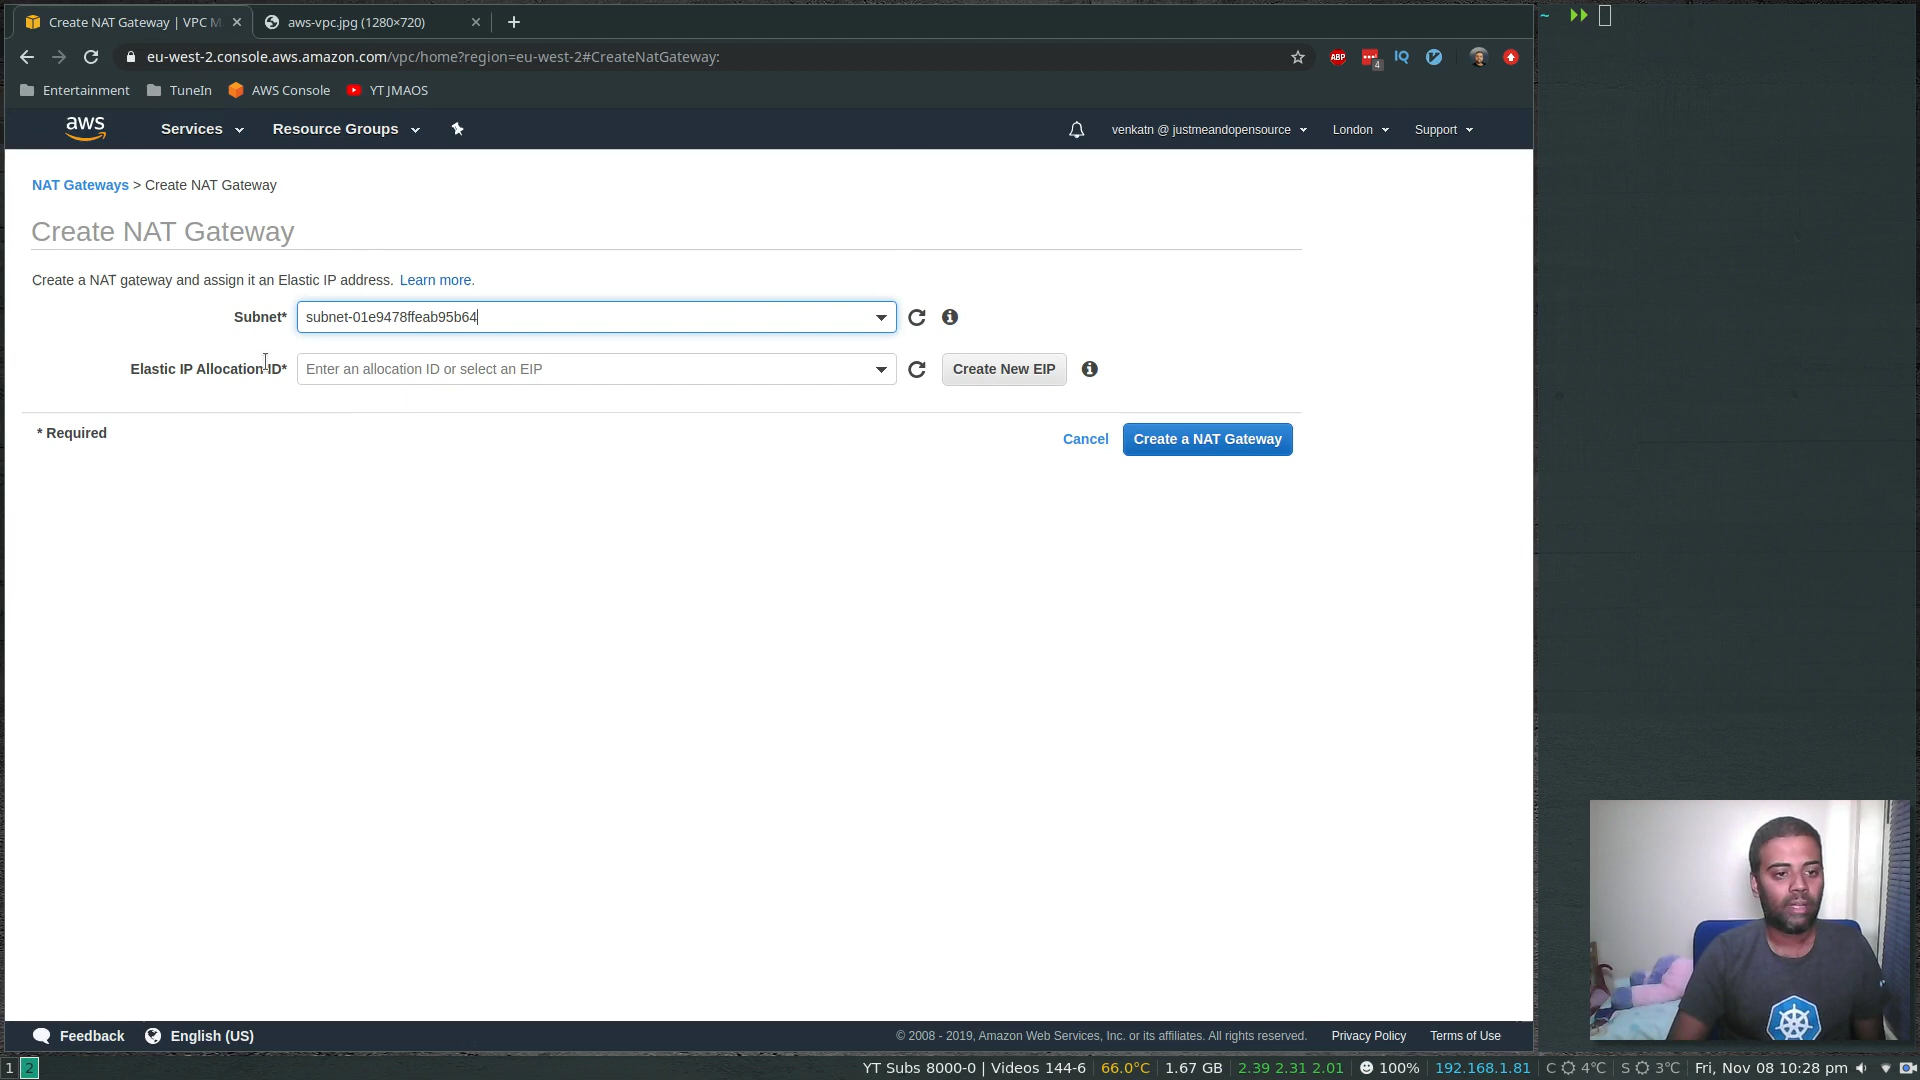 Create NAT Gateway | VPC M
aws-vpc.jpg (1280×720)
~
eu-west-2.console.aws.amazon.com/vpc/home?region=eu-west-2#CreateNatGateway:
ABP
4
IQ
Entertainment
TuneIn
AWS Console
YT JMAOS
aws
Services
Resource Groups
venkatn @ justmeandopensource
London
Support
NAT Gateways > Create NAT Gateway
Create NAT Gateway
Create a NAT gateway and assign it an Elastic IP address. Learn more.
Subnet*
subnet-01e9478ffeab95b64
Elastic IP Allocation ID*
Enter an allocation ID or select an EIP
Create New EIP
* Required
Cancel
Create a NAT Gateway
Feedback
English (US)
© 2008 - 2019, Amazon Web Services, Inc. or its affiliates. All rights reserved.
Privacy Policy
Terms of Use
1
2
YT Subs 8000-0 | Videos 144-6 | 66.0°C | 1.67 GB | 2.39 2.31 2.01 | 100% | 192.168.1.81 | C 4°C | S 3°C | Fri, Nov 08 10:28 pm